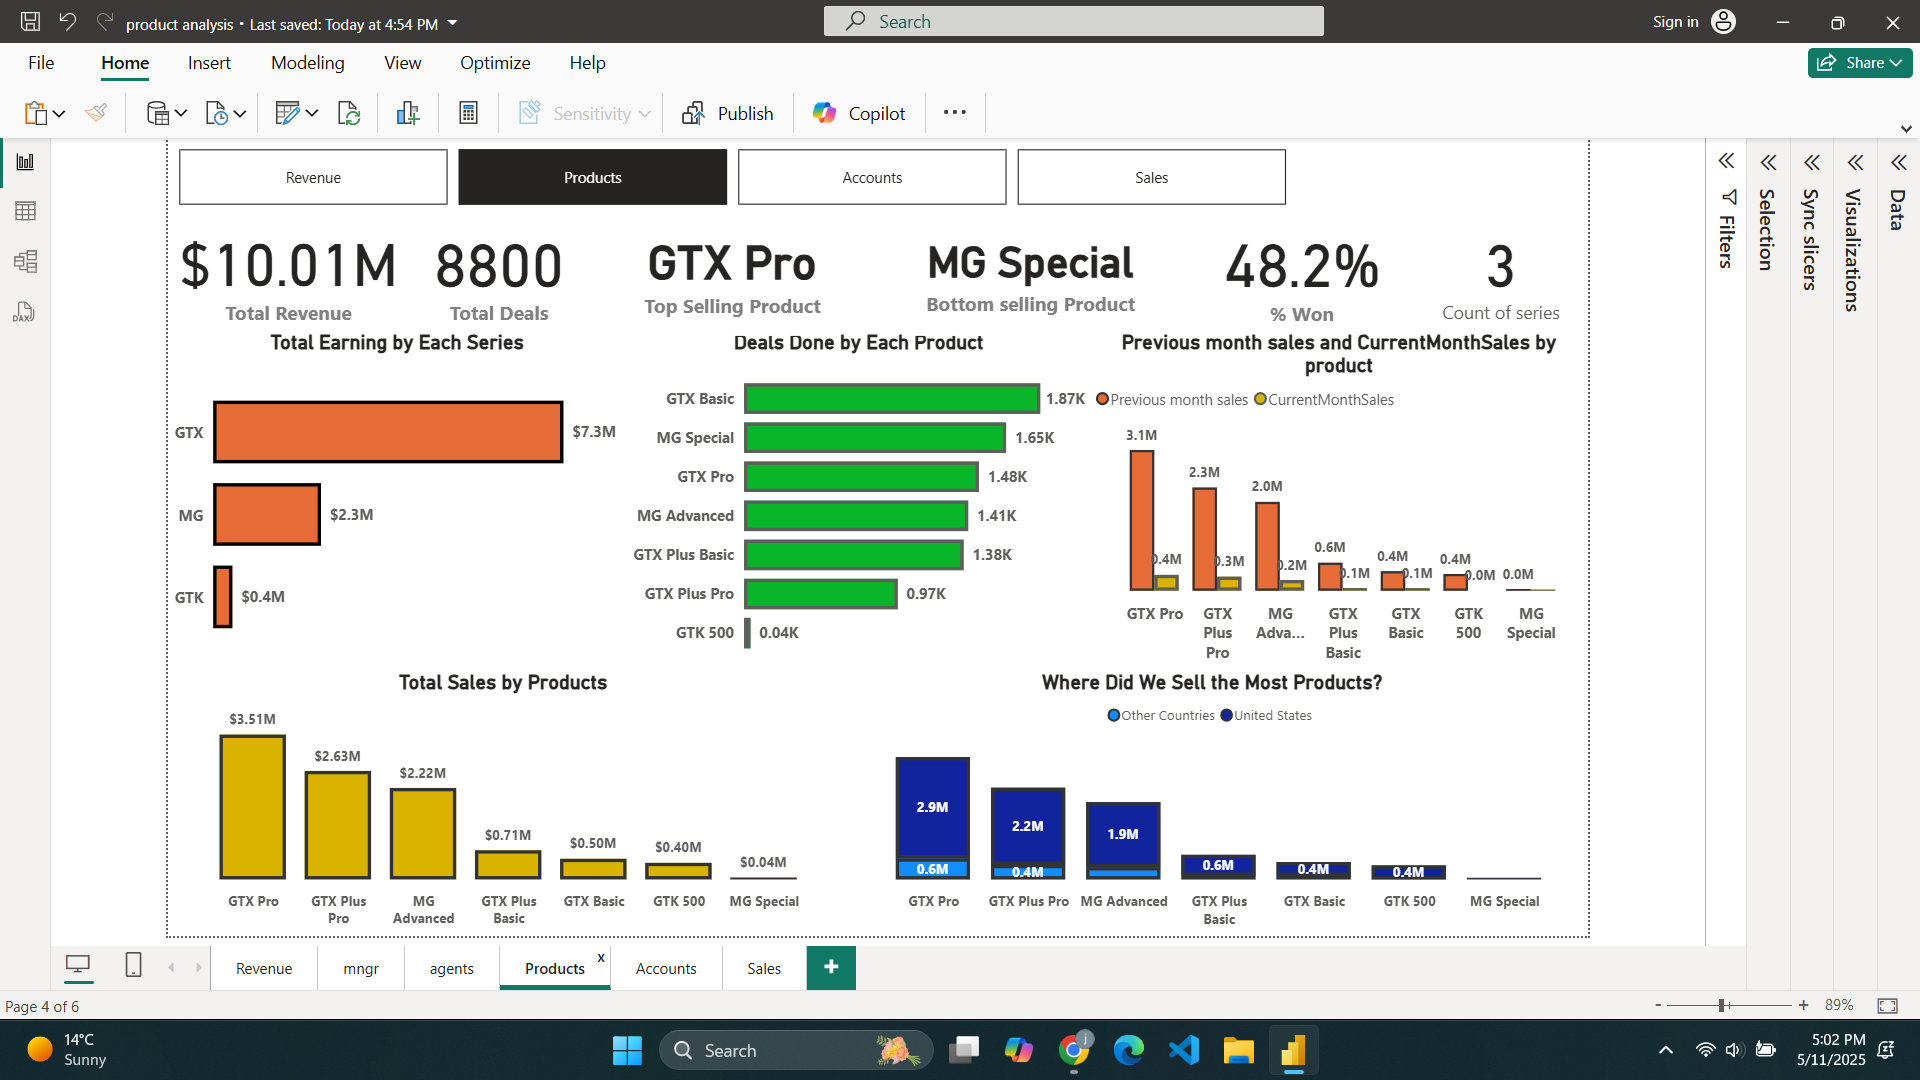 product analysis • Last saved: Today at 4:54 PM
Search
Sign in
File Home Insert Modeling View Optimize Help
Share
Sensitivity
Publish
Copilot
Revenue
Products
Accounts
Sales
$10.01M
Total Revenue
8800
Total Deals
GTX Pro
Top Selling Product
MG Special
Bottom selling Product
48.2%
% Won
3
Count of series
Total Earning by Each Series
GTX $7.3M
MG $2.3M
GTK $0.4M
Deals Done by Each Product
GTX Basic 1.87K
MG Special 1.65K
GTX Pro 1.48K
MG Advanced 1.41K
GTX Plus Basic 1.38K
GTX Plus Pro 0.97K
GTK 500 0.04K
Previous month sales and CurrentMonthSales by
product
Previous month sales CurrentMonthSales
3.1M 0.4M 2.3M 0.3M 2.0M 0.2M 0.6M 0.1M 0.4M 0.1M 0.4M 0.0M 0.0M
GTX Pro
GTX
Plus
Pro
MG
Adva...
GTX
Plus
Basic
GTX
Basic
GTK
500
MG
Special
Total Sales by Products
$3.51M $2.63M $2.22M $0.71M $0.50M $0.40M $0.04M
GTX Pro
GTX Plus
Pro
MG
Advanced
GTX Plus
Basic
GTX Basic
GTK 500
MG Special
Where Did We Sell the Most Products?
Other Countries United States
2.9M 2.2M 1.9M 0.6M 0.4M 0.4M
0.6M 0.4M
GTX Pro
GTX Plus Pro
MG Advanced
GTX Plus
Basic
GTX Basic
GTK 500
MG Special
Filters
Selection
Sync slicers
Visualizations
Data
DAX
Revenue mngr agents Products x Accounts Sales +
Page 4 of 6
- + 89%
14°C
Sunny
Search
j
5:02 PM
5/11/2025